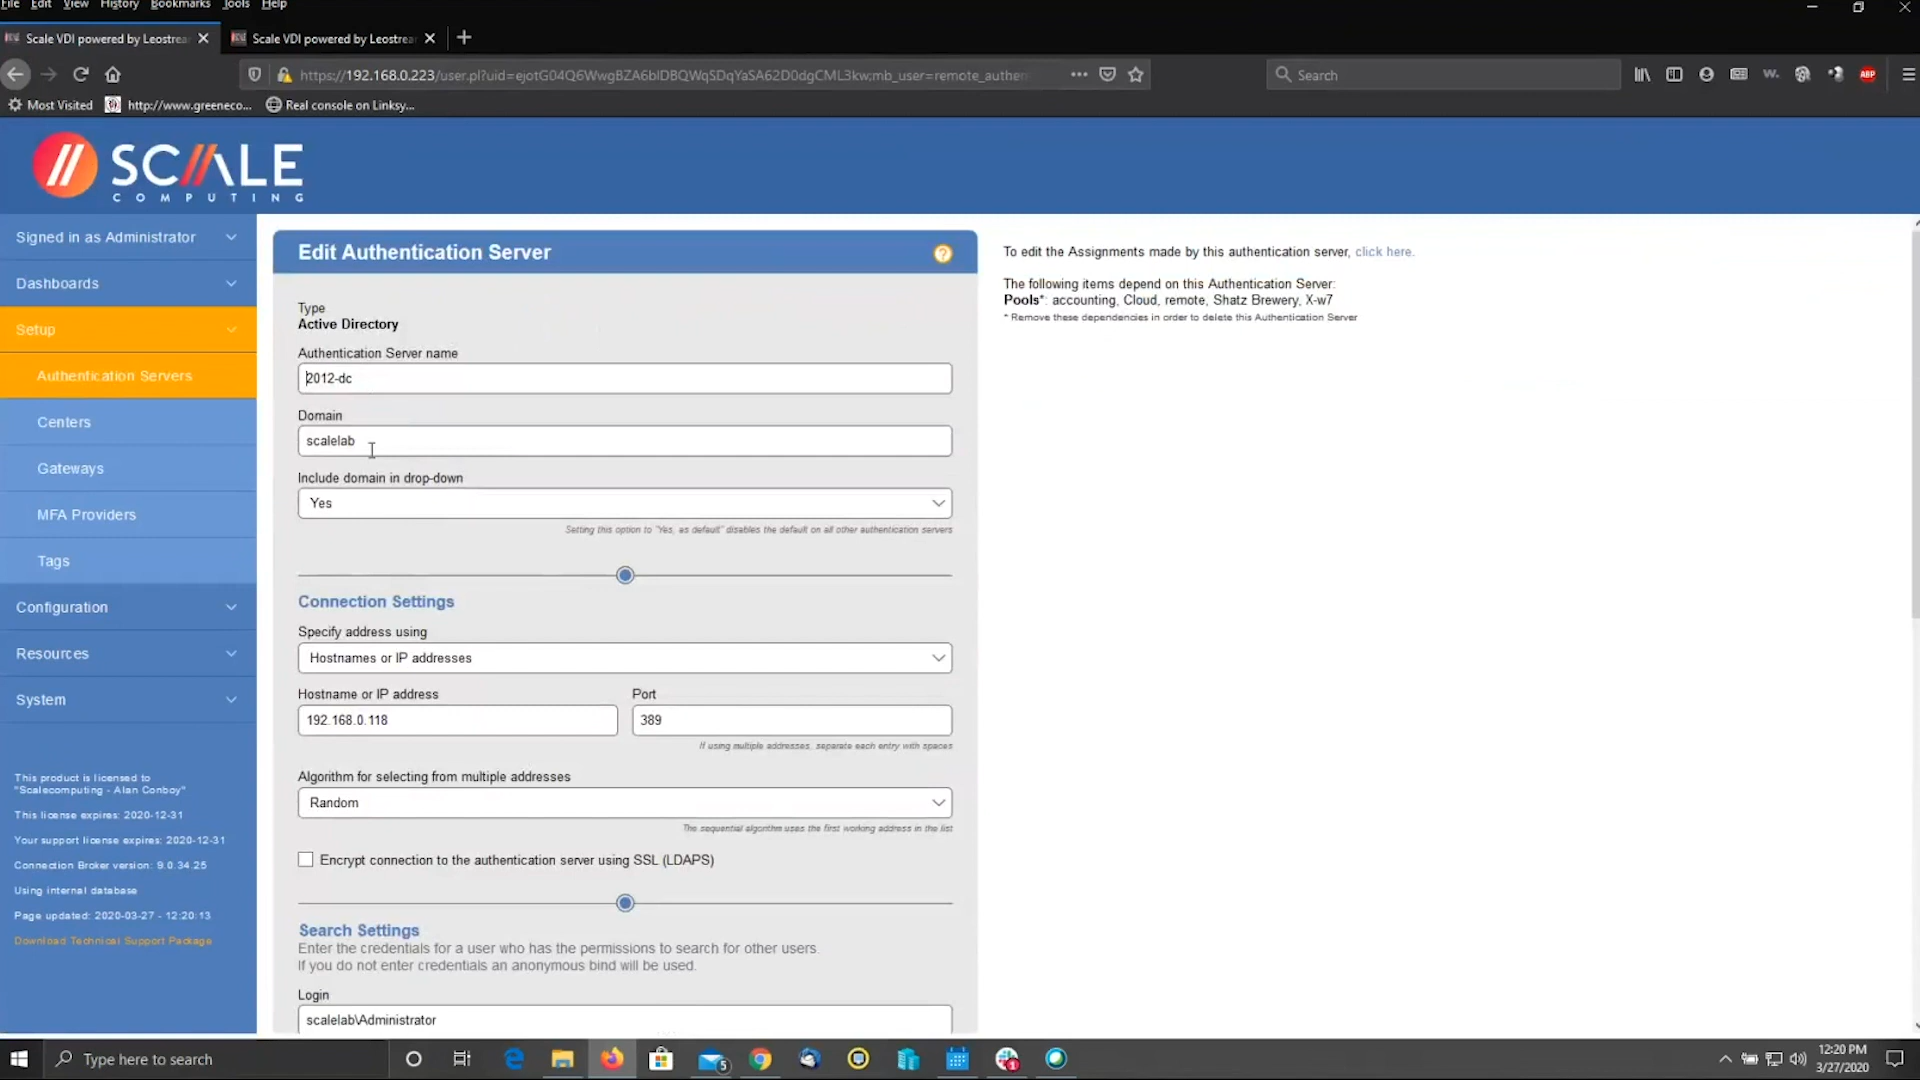 File Edit View History Bookmarks Tools Help
Scale VDI powered by Leostrea
Scale VDI powered by Leostrea
https://192.168.0.223/user.pl?uid=ejotG04Q6WwgBZA6blDBQWqSDqYaSA62D0dgCML3kw;mb_user=remote_authen
Search
ABP
Most Visited
http://www.greeneco...
Real console on Linksy...
SCALE
COMPUTING
Signed in as Administrator
Dashboards
Setup
Authentication Servers
Centers
Gateways
MFA Providers
Tags
Configuration
Resources
System
This product is licensed to
"Scalecomputing - Alan Conboy"
This license expires: 2020-12-31
Your support license expires: 2020-12-31
Connection Broker version: 9.0.34.25
Using internal database
Page updated: 2020-03-27 - 12:20:13
Download Technical Support Package
Edit Authentication Server
?
Type
Active Directory
Authentication Server name
2012-dc
Domain
scalelab
Include domain in drop-down
Yes
Setting this option to "Yes, as default" disables the default on all other authentication servers
Connection Settings
Specify address using
Hostnames or IP addresses
Hostname or IP address
Port
192.168.0.118
389
If using multiple addresses, separate each entry with spaces
Algorithm for selecting from multiple addresses
Random
The sequential algorithm uses the first working address in the list
Encrypt connection to the authentication server using SSL (LDAPS)
Search Settings
Enter the credentials for a user who has the permissions to search for other users.
If you do not enter credentials an anonymous bind will be used.
Login
scalelab\Administrator
To edit the Assignments made by this authentication server, click here.
The following items depend on this Authentication Server:
Pools*: accounting, Cloud, remote, Shatz Brewery, X-w7
* Remove these dependencies in order to delete this Authentication Server
Type here to search
5
1
12:20 PM
3/27/2020